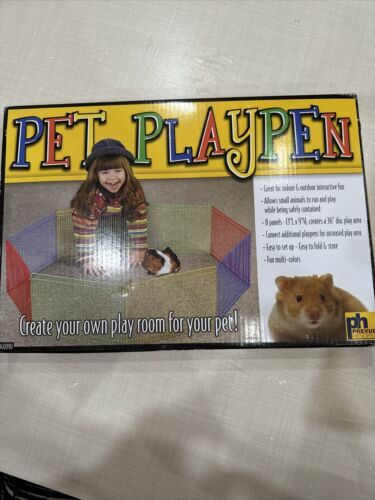 PET PLAYPEN
- Great for indoor & outdoor interactive fun
- Allows small animals to run and play
while being safely contained
- 8 panels -13"L x 9"H, creates a 36" dia. play area
- Connect additional playpens for increased play area
- Easy to set up - Easy to fold & store
- Fun multi-colors
Create your own play room for your pet!
ph
PREVUE